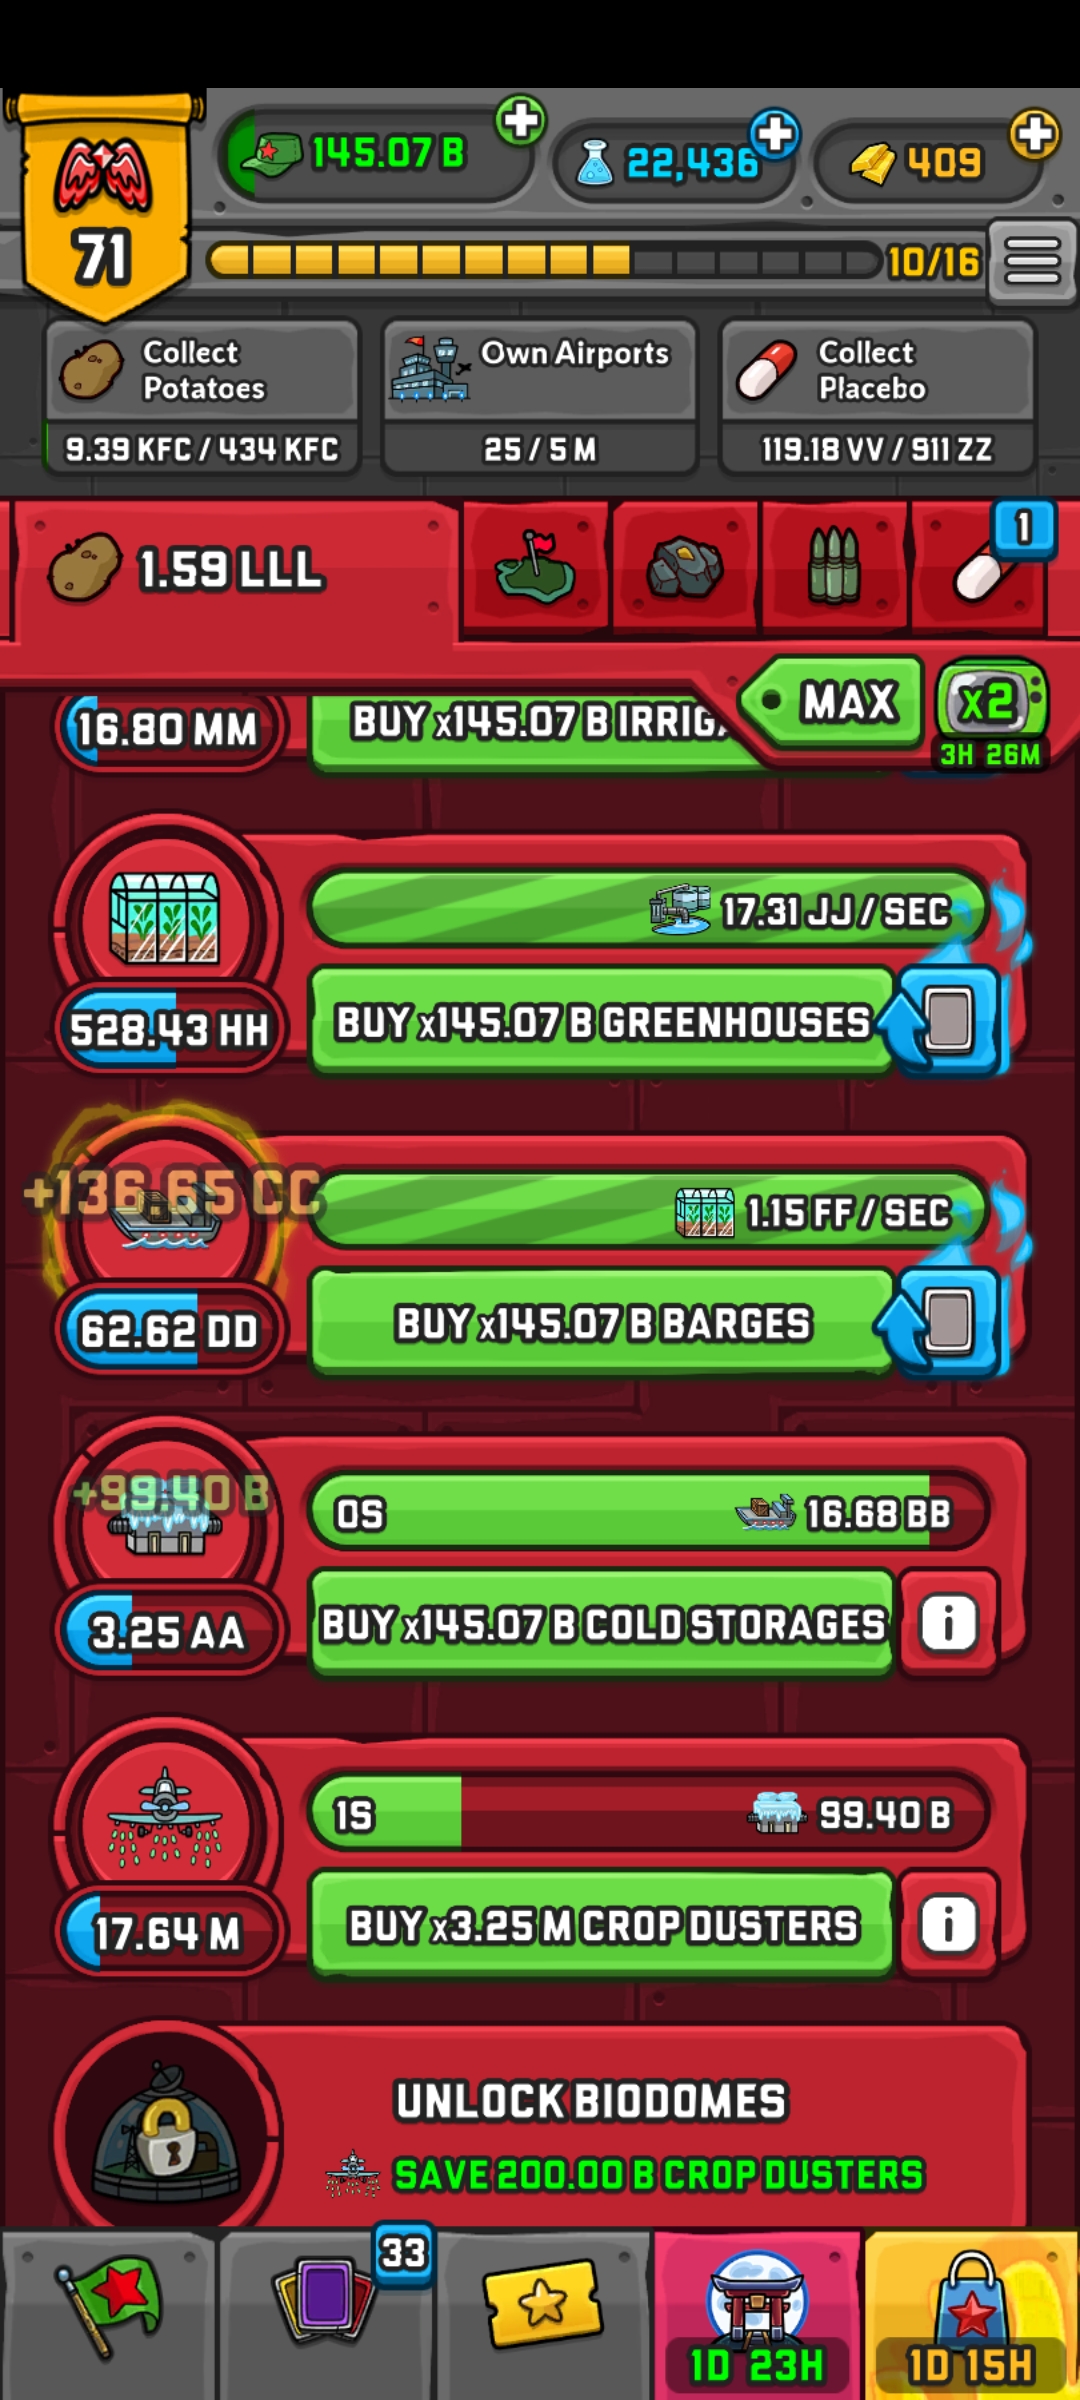 145.07 B
22,436
409
71
10/16
Collect
Potatoes
9.39 KFC / 434 KFC
Own Airports
25 / 5 M
Collect
Placebo
119.18 VV / 911 ZZ
1.59 LLL
1
MAX
x2
3H 26M
16.80 MM
BUY x145.07 B IRRIG
17.31 JJ / SEC
528.43 HH
BUY x145.07 B GREENHOUSES
+136.65 CC
1.15 FF / SEC
62.62 DD
BUY x145.07 B BARGES
+99.40 B
0S
16.68 BB
3.25 AA
BUY x145.07 B COLD STORAGES
i
1S
99.40 B
17.64 M
BUY x3.25 M CROP DUSTERS
i
UNLOCK BIODOMES
SAVE 200.00 B CROP DUSTERS
33
1D 23H
1D 15H